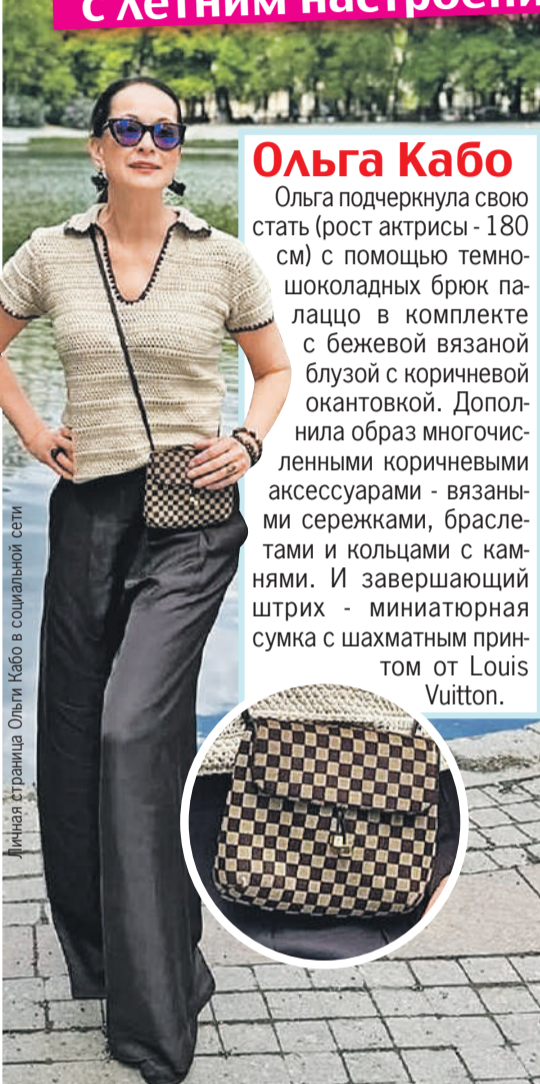 с летним настроени
Ольга Кабо
Ольга подчеркнула свою
стать (рост актрисы - 180
см) с помощью темно-
шоколадных брюк па-
лаццо в комплекте
с бежевой вязаной
блузой с коричневой
окантовкой. Допол-
нила образ многочис-
ленными коричневыми
аксессуарами - вязаны-
ми сережками, брасле-
тами и кольцами с кам-
нями. И завершающий
штрих - миниатюрная
сумка с шахматным прин-
том от Louis
Vuitton.
Личная страница Ольги Кабо в социальной сети